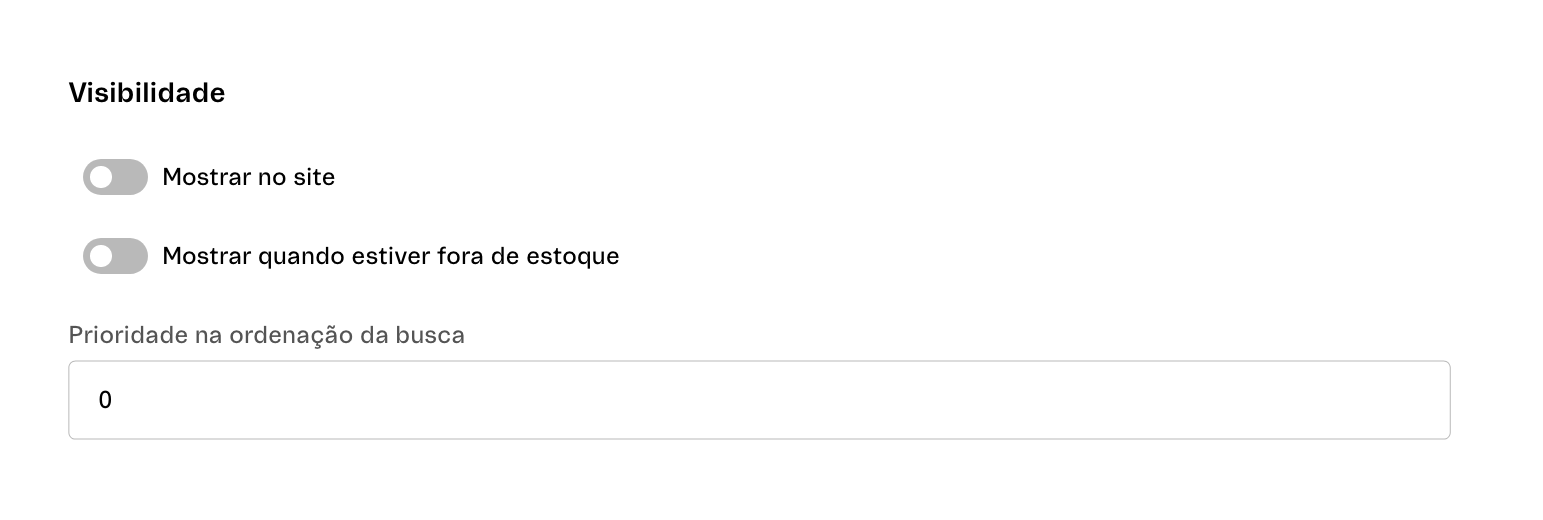 Visibilidade
Mostrar no site
Mostrar quando estiver fora de estoque
Prioridade na ordenação da busca
0